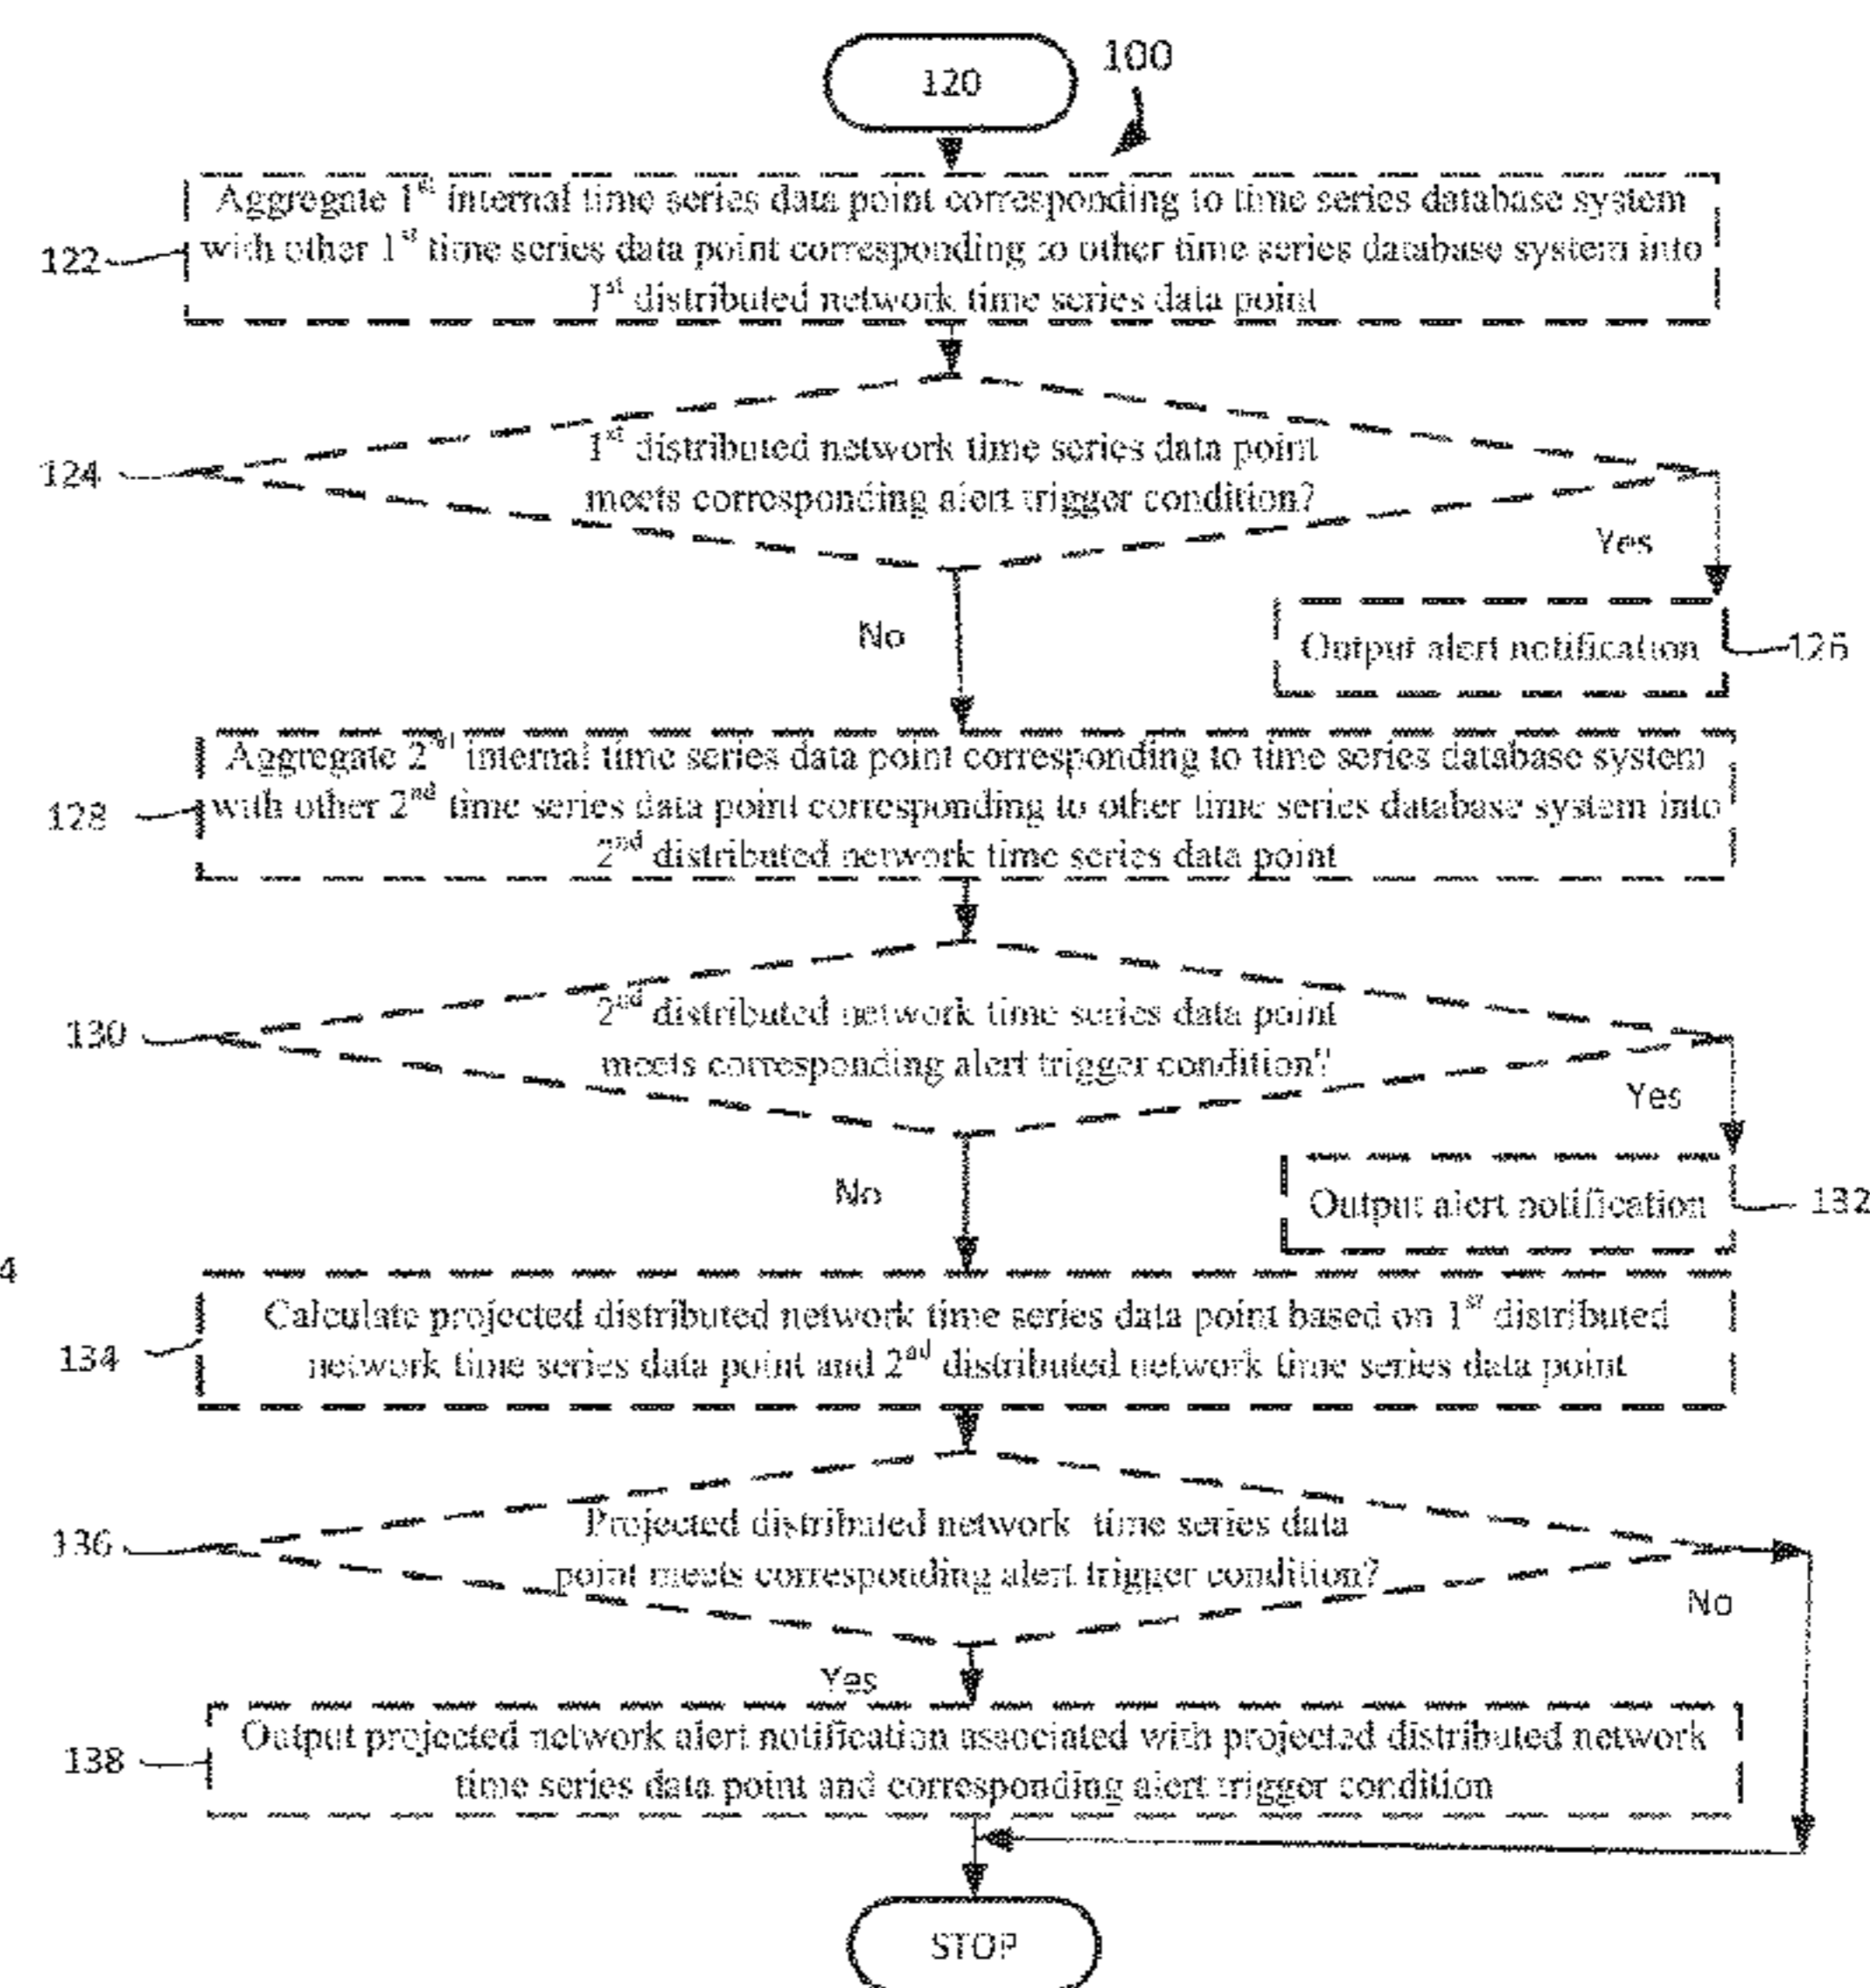 120
100
Aggregate 1st internal time series data point corresponding to time series database system
122
with other 1st time series data point corresponding to other time series database system into
1st distributed network time series data point
124
1st distributed network time series data point
meets corresponding alert trigger condition?
Yes
No
Output alert notification
126
Aggregate 2nd internal time series data point corresponding to time series database system
128
with other 2nd time series data point corresponding to other time series database system into
2nd distributed network time series data point
130
2nd distributed network time series data point
meets corresponding alert trigger condition?
Yes
No
Output alert notification
132
4
Calculate projected distributed network time series data point based on 1st distributed
134
network time series data point and 2nd distributed network time series data point
136
Projected distributed network time series data
point meets corresponding alert trigger condition?
No
Yes
Output projected network alert notification associated with projected distributed network
138
time series data point and corresponding alert trigger condition
STOP